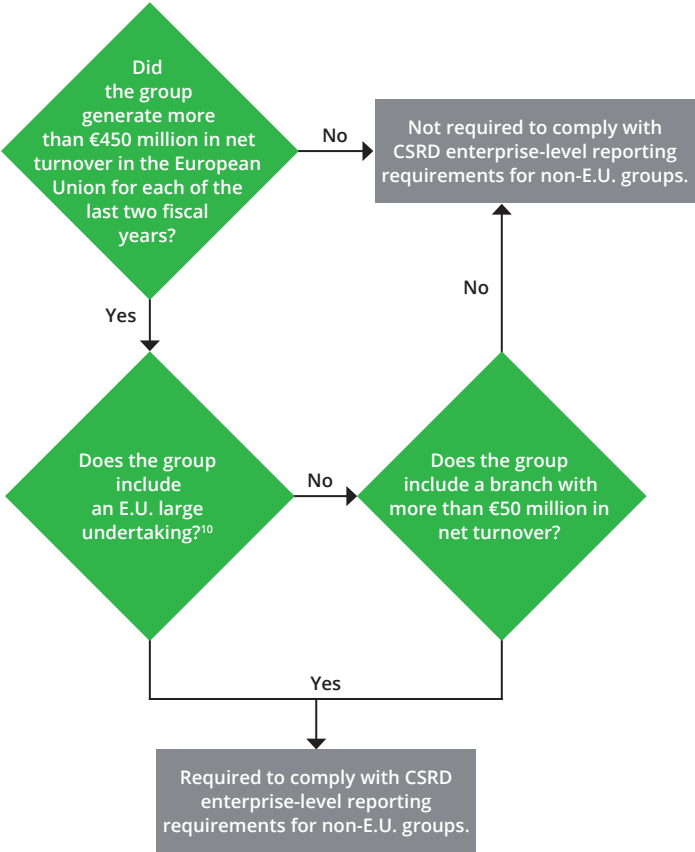 Did
the group
generate more
than €450 million in net
turnover in the European
Union for each of the
last two fiscal
years?
No
Not required to comply with
CSRD enterprise-level reporting
requirements for non-E.U. groups.
Yes
No
Does the group
include
an E.U. large
undertaking?¹⁰
No
Does the group
include a branch with
more than €50 million in
net turnover?
Yes
Required to comply with CSRD
enterprise-level reporting
requirements for non-E.U. groups.